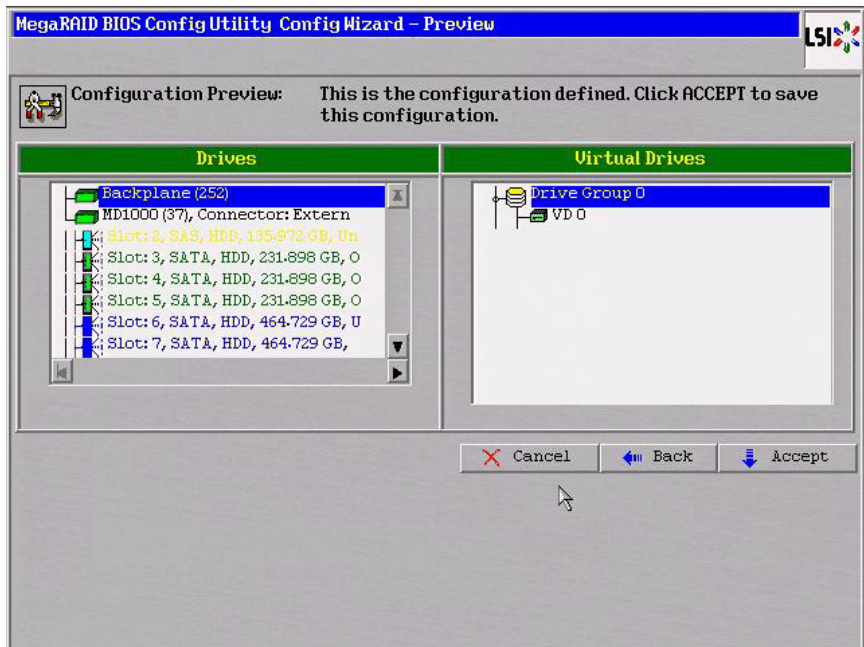 MegaRAID BIOS Config Utility Config Wizard – Preview
LSI
Configuration Preview: This is the configuration defined. Click ACCEPT to save
this configuration.
Drives
Backplane (252)
MD1000 (37), Connector: Extern
Slot: 2, SAS, HDD, 135.972 GB, Un
Slot: 3, SATA, HDD, 231.898 GB, O
Slot: 4, SATA, HDD, 231.898 GB, O
Slot: 5, SATA, HDD, 231.898 GB, O
Slot: 6, SATA, HDD, 464.729 GB, U
Slot: 7, SATA, HDD, 464.729 GB,
Virtual Drives
Drive Group 0
VD 0
Cancel
Back
Accept